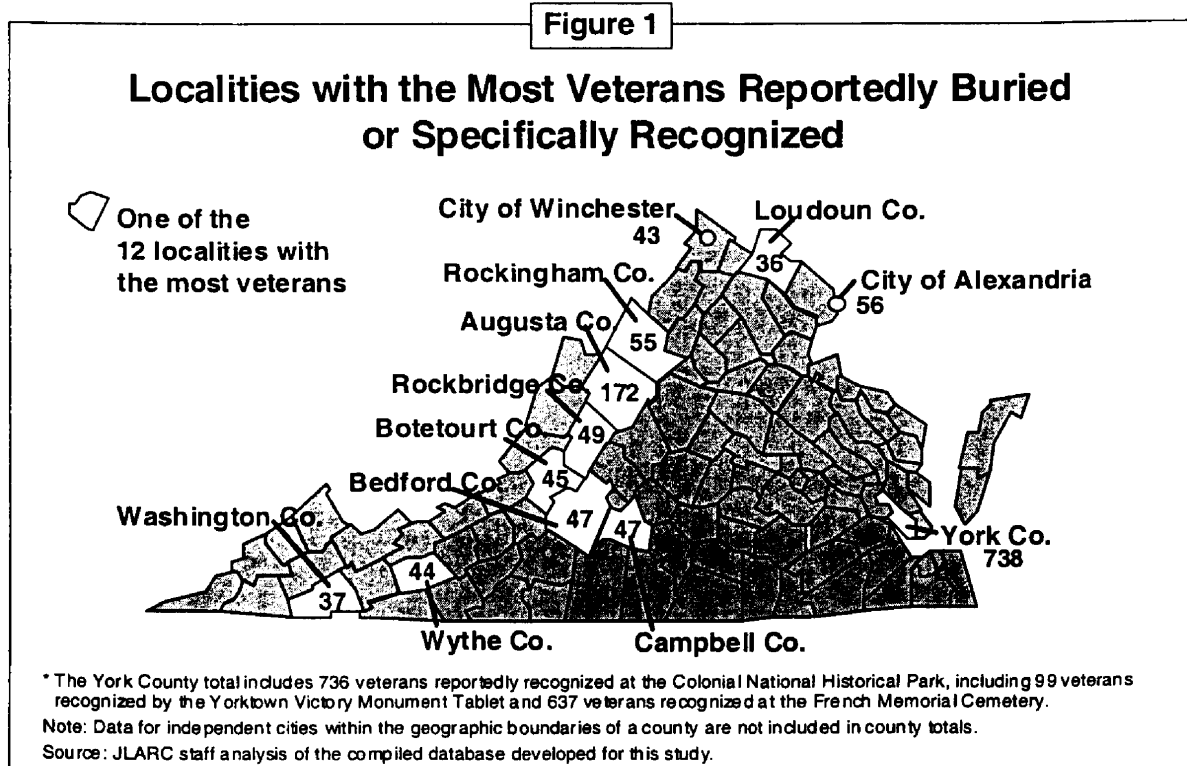 Figure 1
Localities with the Most Veterans Reportedly Buried
or Specifically Recognized
One of the
12 localities with
the most veterans
City of Winchester
43
Loudoun Co.
36
Rockingham Co.
55
City of Alexandria
56
Augusta Co.
172
Rockbridge Co.
49
Botetourt Co.
45
Bedford Co.
47
47
Washington Co.
37
44
York Co.
738
Wythe Co.
Campbell Co.
* The York County total includes 736 veterans reportedly recognized at the Colonial National Historical Park, including 99 veterans
recognized by the Yorktown Victory Monument Tablet and 637 veterans recognized at the French Memorial Cemetery.
Note: Data for independent cities within the geographic boundaries of a county are not included in county totals.
Source: JLARC staff analysis of the compiled database developed for this study.